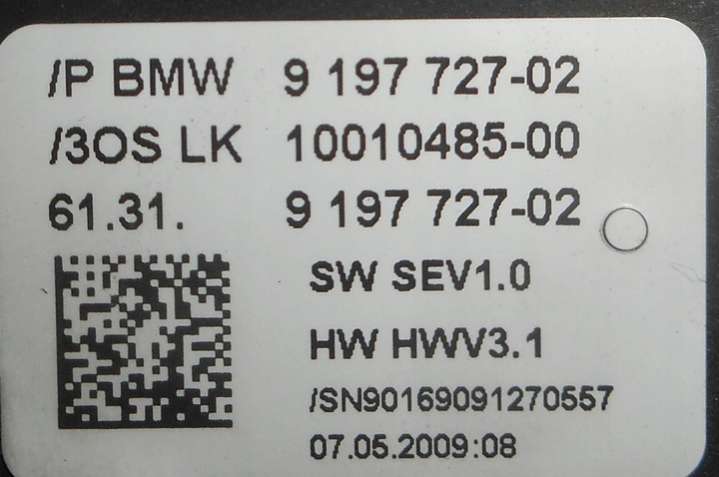 /P BMW 9 197 727-02
/3OS LK 10010485-00
61.31. 9 197 727-02
SW SEV1.0
HW HWV3.1
/SN90169091270557
07.05.2009:08